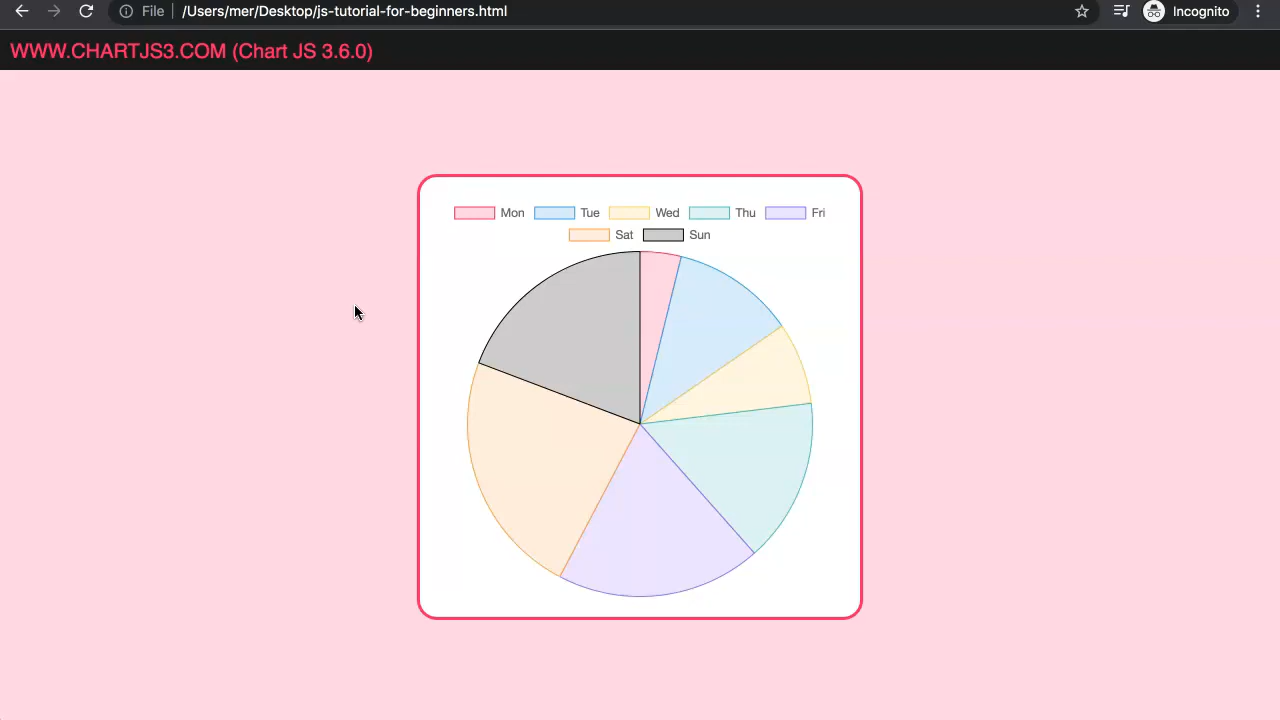 File /Users/mer/Desktop/js-tutorial-for-beginners.html Incognito
WWW.CHARTJS3.COM (Chart JS 3.6.0)
Mon Tue Wed Thu Fri
Sat Sun